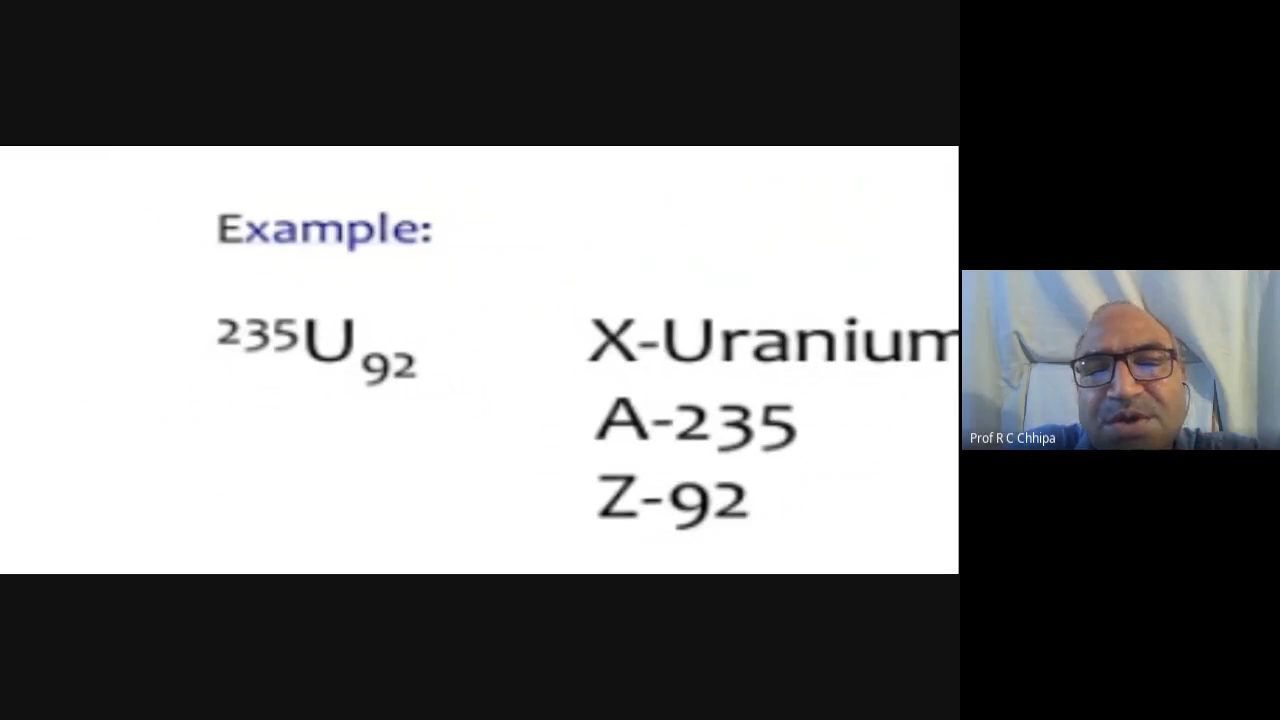 Example:
²³⁵U₉₂
X-Uranium
A-235
Z-92
Prof R C Chhipa